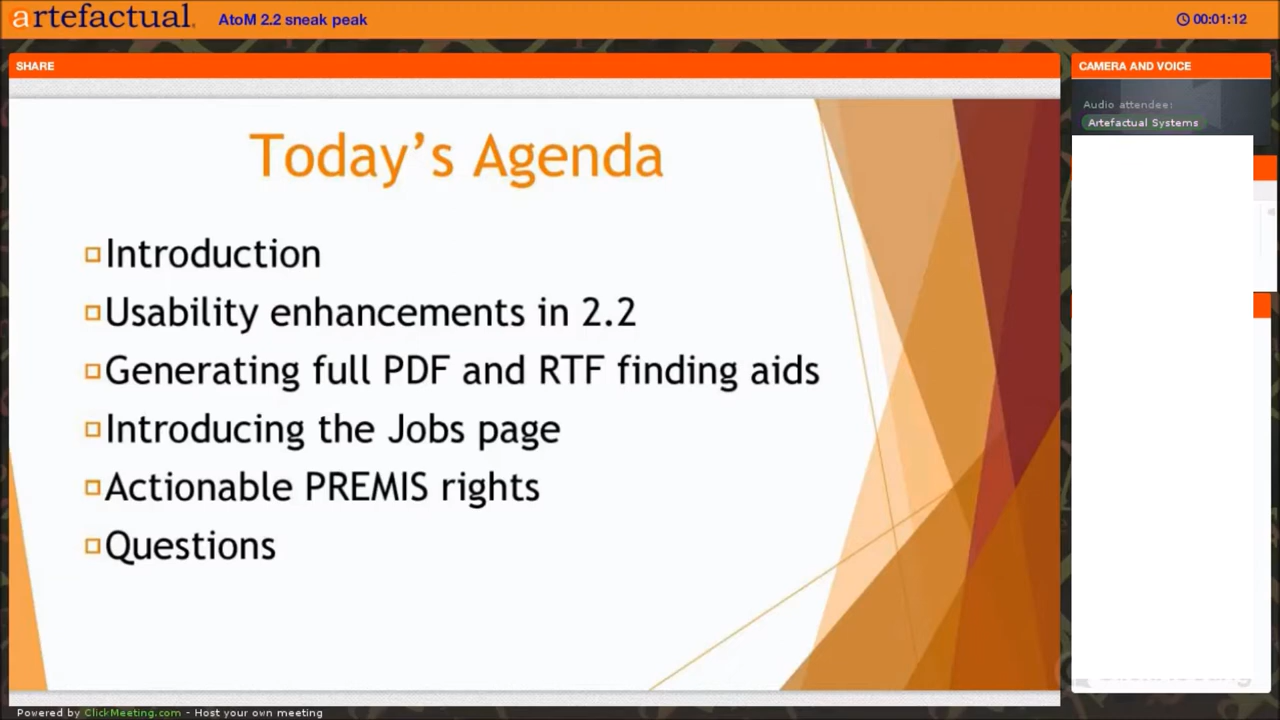 artefactual.
AtoM 2.2 sneak peak
00:01:12
SHARE
CAMERA AND VOICE
Audio attendee:
Artefactual Systems
Today's Agenda
Introduction
Usability enhancements in 2.2
Generating full PDF and RTF finding aids
Introducing the Jobs page
Actionable PREMIS rights
Questions
Powered by ClickMeeting.com - Host your own meeting